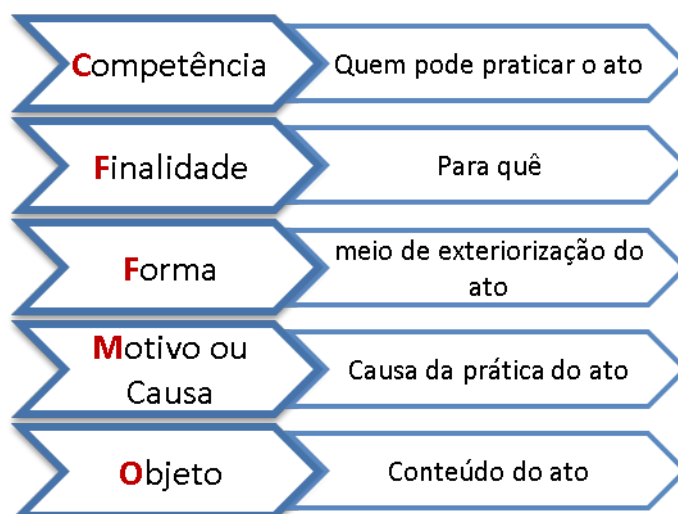 Competência
Quem pode praticar o ato
Finalidade
Para quê
Forma
meio de exteriorização do
ato
Motivo ou
Causa
Causa da prática do ato
Objeto
Conteúdo do ato